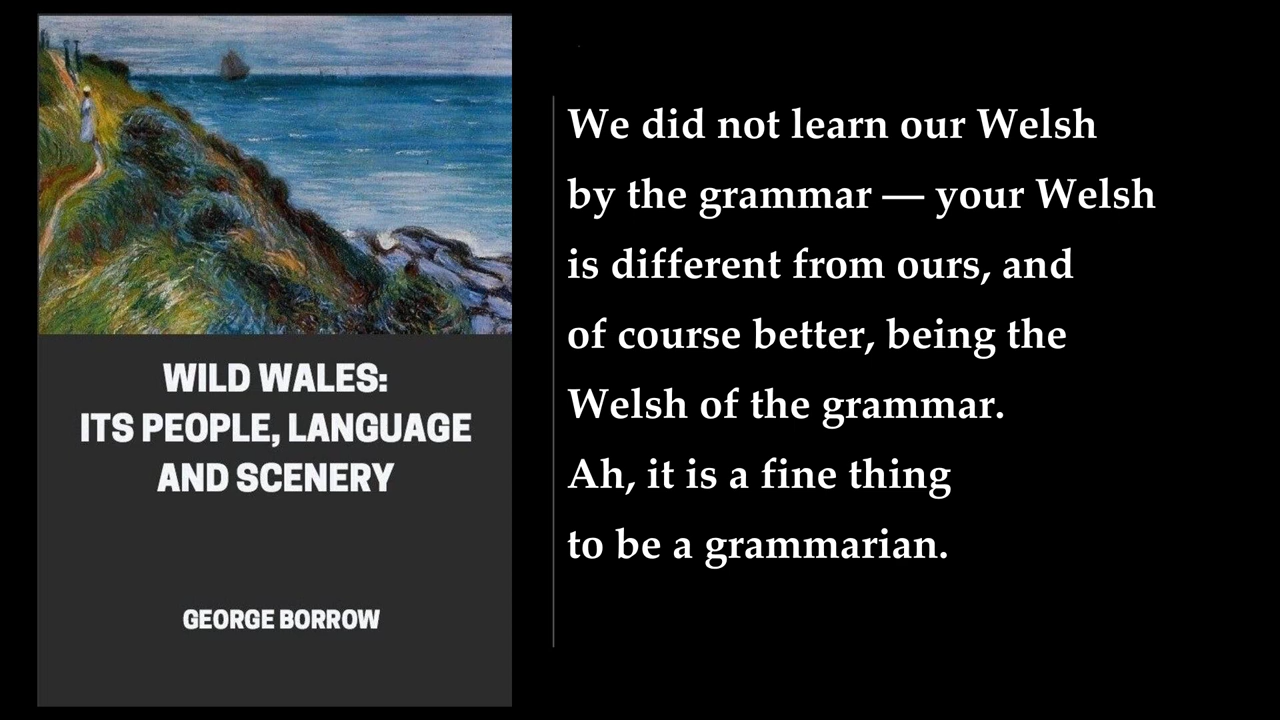 WILD WALES:
ITS PEOPLE, LANGUAGE
AND SCENERY
GEORGE BORROW
We did not learn our Welsh
by the grammar — your Welsh
is different from ours, and
of course better, being the
Welsh of the grammar.
Ah, it is a fine thing
to be a grammarian.